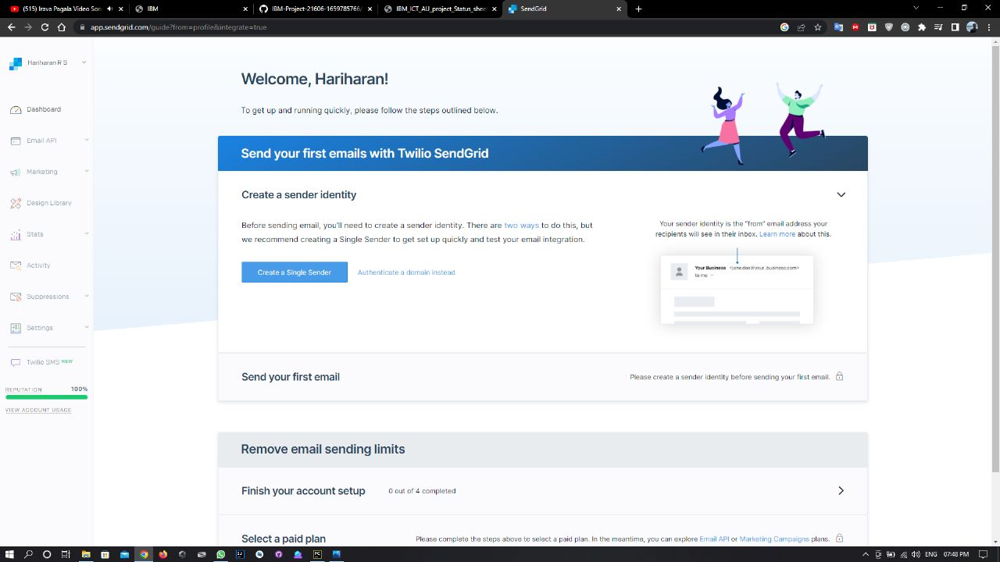 (515) Irava Pagala Video Son
IBM
IBM-Project-21606-1659785766/
IBM_ICT_AU_project_Status_shee
SendGrid
app.sendgrid.com/guide?from=profile&integrate=true
Hariharan R S
Dashboard
Email API
Marketing
Design Library
Stats
Activity
Suppressions
Settings
Twilio SMS NEW
REPUTATION 100%
VIEW ACCOUNT USAGE
Welcome, Hariharan!
To get up and running quickly, please follow the steps outlined below.
Send your first emails with Twilio SendGrid
Create a sender identity
Before sending email, you'll need to create a sender identity. There are two ways to do this, but
we recommend creating a Single Sender to get set up quickly and test your email integration.
Create a Single Sender
Authenticate a domain instead
Your sender identity is the “from” email address your
recipients will see in their inbox. Learn more about this.
Your Business <jane.doe@your_business.com>
to me
Send your first email
Please create a sender identity before sending your first email.
Remove email sending limits
Finish your account setup
0 out of 4 completed
Select a paid plan
Please complete the steps above to select a paid plan. In the meantime, you can explore Email API or Marketing Campaigns plans.
ENG
07:48 PM